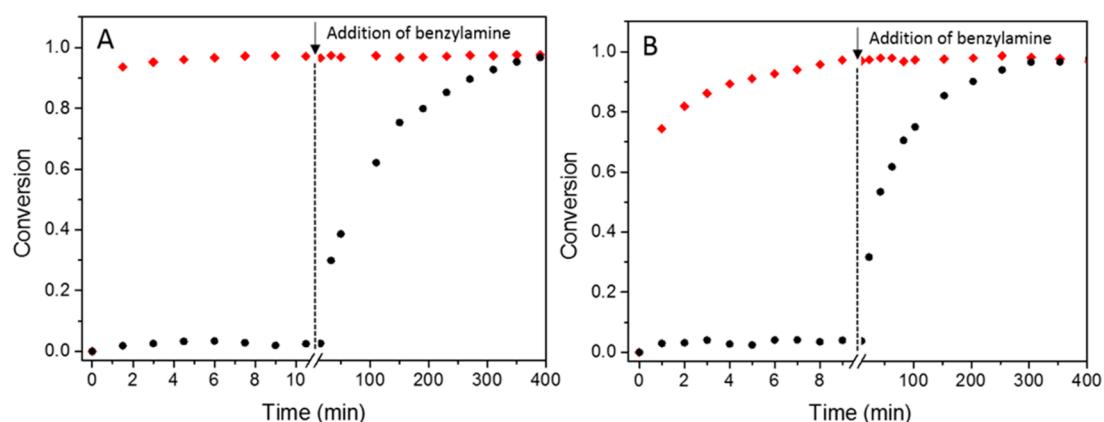 A
Addition of benzylamine
1.0
0.8
0.6
0.4
0.2
0.0
Conversion
0 2 4 6 8 10 100 200 300 400
Time (min)
B
Addition of benzylamine
1.0
0.8
0.6
0.4
0.2
0.0
Conversion
0 2 4 6 8 100 200 300 400
Time (min)